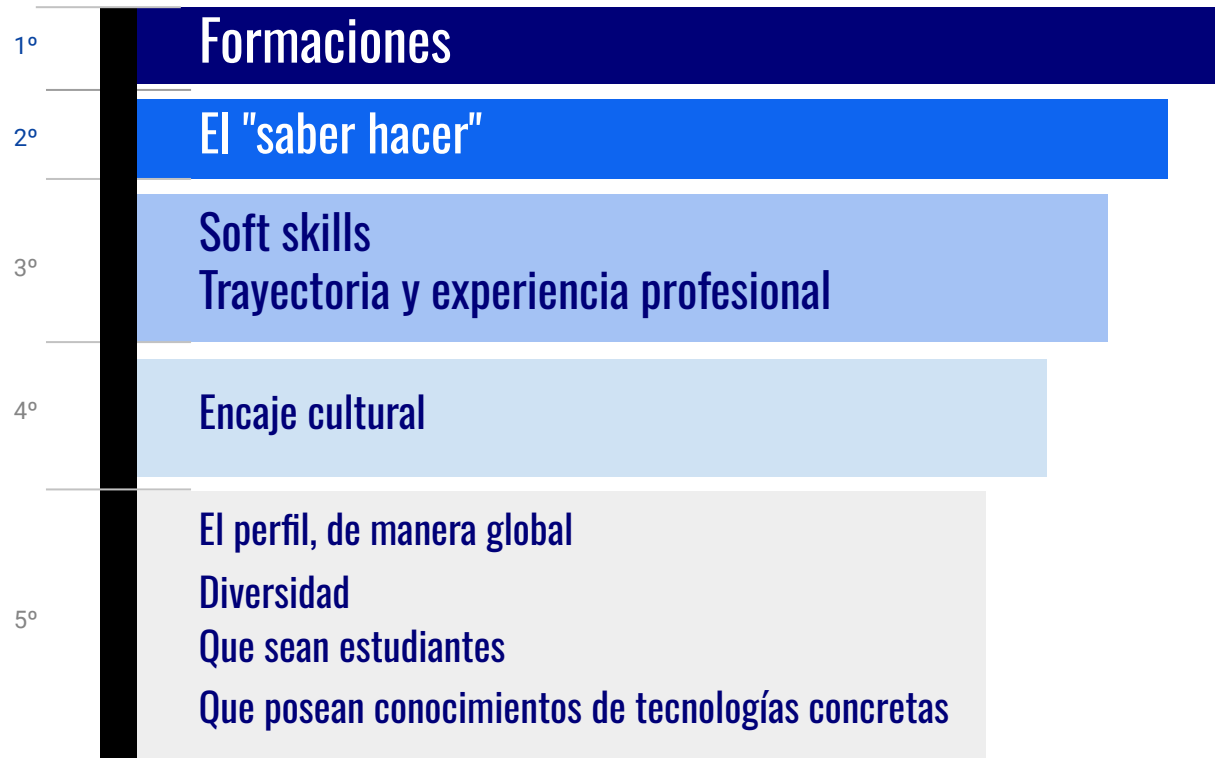 1º
Formaciones
2º
El "saber hacer"
3º
Soft skills
Trayectoria y experiencia profesional
4º
Encaje cultural
5º
El perfil, de manera global
Diversidad
Que sean estudiantes
Que posean conocimientos de tecnologías concretas